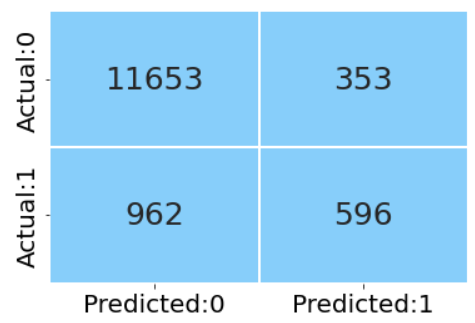 Actual:0
11653 353
Actual:1
962 596
Predicted:0 Predicted:1